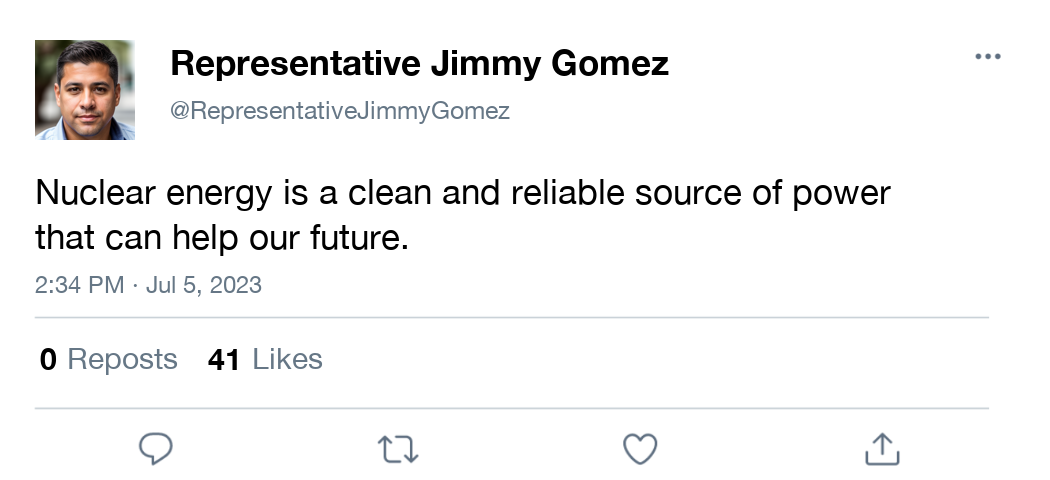 Representative Jimmy Gomez
@RepresentativeJimmyGomez
Nuclear energy is a clean and reliable source of power
that can help our future.
2:34 PM · Jul 5, 2023
0 Reposts 41 Likes